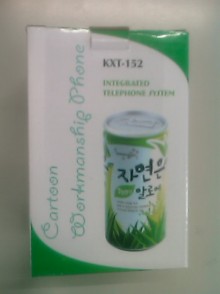 KXT-152
INTEGRATED
TELEPHONE SYSTEM
Cartoon
Workmanship Phone
자연은
알로에